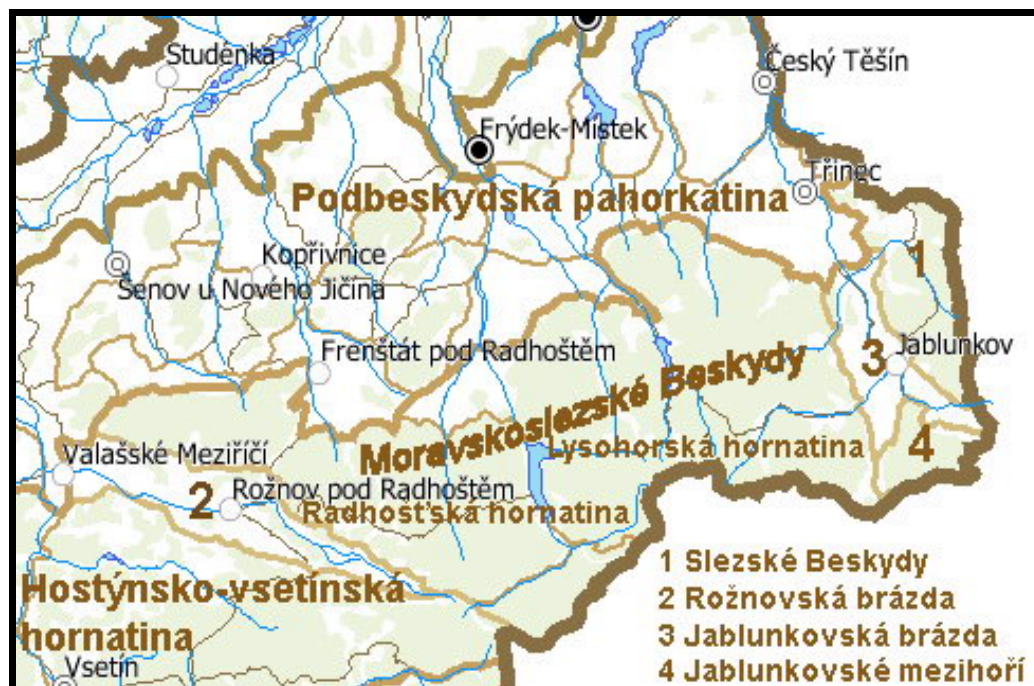 Studénka
Český Těšín
Frýdek-Místek
Třinec
Podbeskydská pahorkatina
1
Kopřivnice
Šenov u Nového Jičína
Frenštát pod Radhoštěm
3 Jablunkov
Moravskoslezské Beskydy
Lysohorská hornatina
4
Valašské Meziříčí
2 Rožnov pod Radhoštěm
Radhošťská hornatina
1 Slezské Beskydy
Hostýnsko-vsetínská
2 Rožnovská brázda
hornatina
3 Jablunkovská brázda
Vsetín
4 Jablunkovské mezihoří